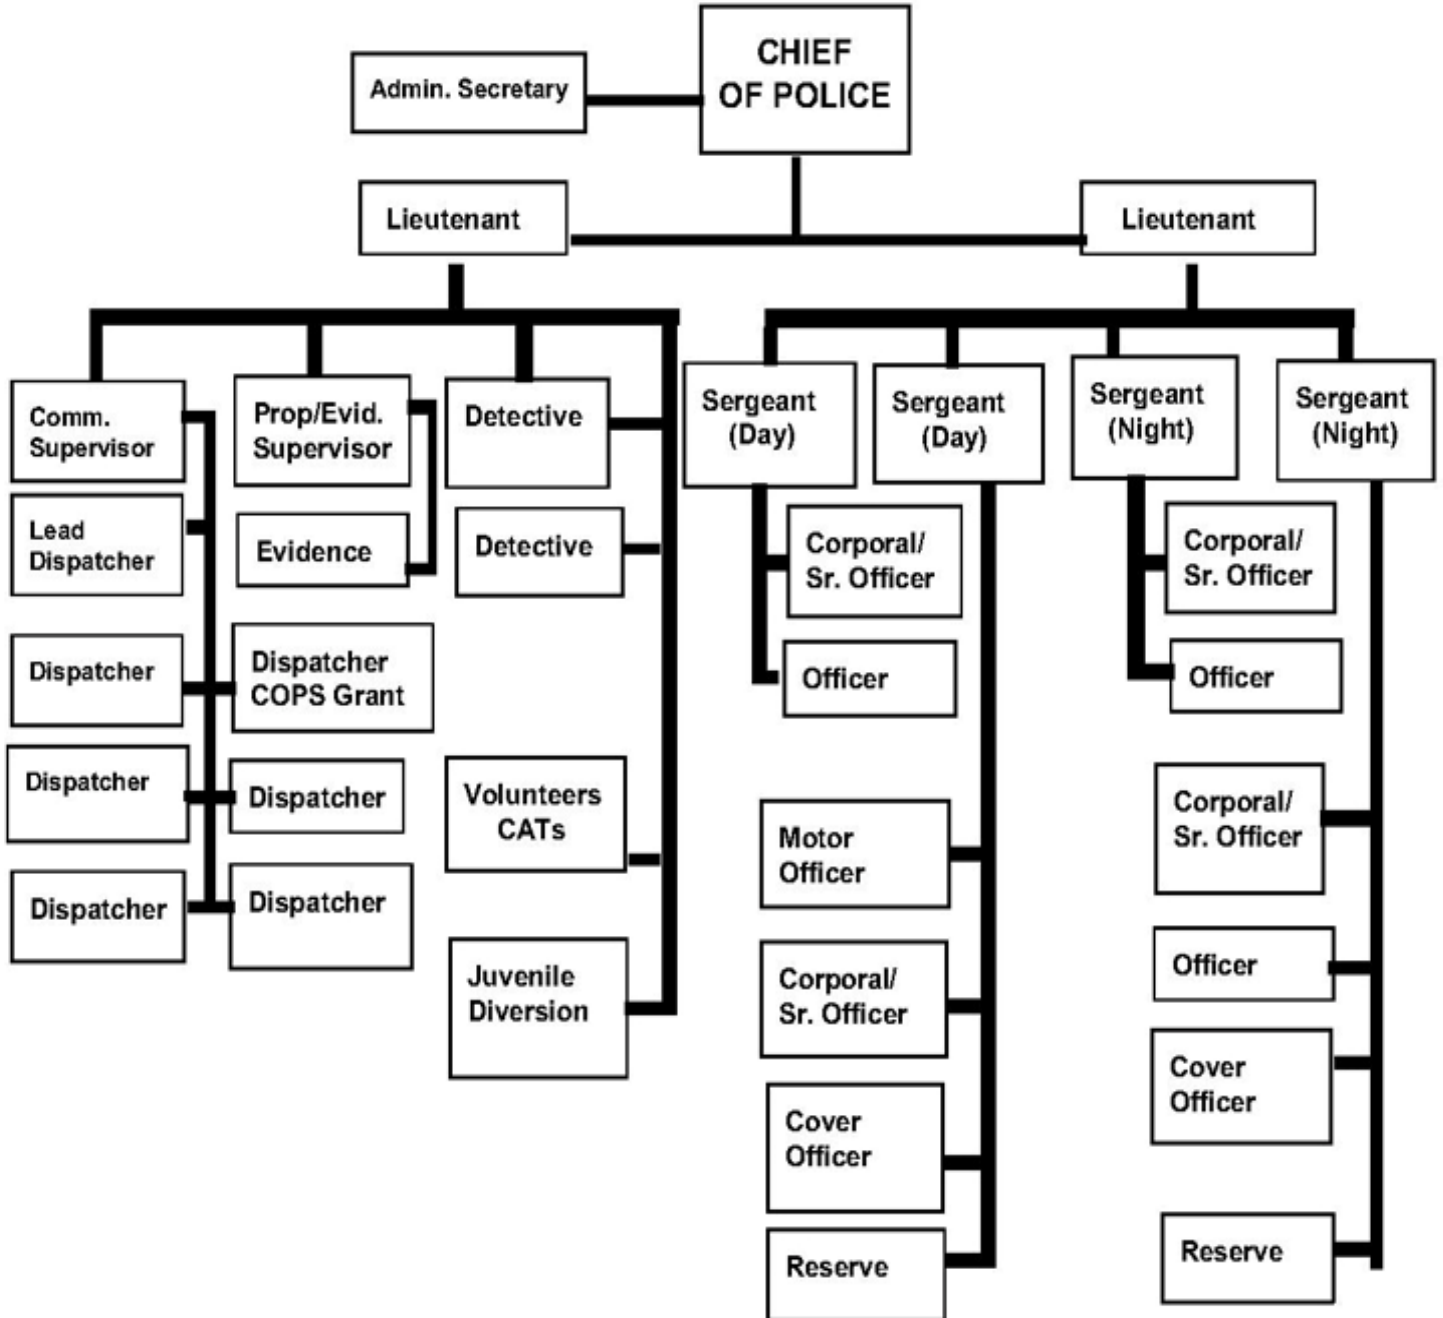 CHIEF
OF POLICE
Admin. Secretary
Lieutenant
Lieutenant
Comm.
Supervisor
Prop/Evid.
Supervisor
Detective
Sergeant
(Day)
Sergeant
(Day)
Sergeant
(Night)
Sergeant
(Night)
Lead
Dispatcher
Evidence
Detective
Corporal/
Sr. Officer
Corporal/
Sr. Officer
Dispatcher
Dispatcher
COPS Grant
Officer
Officer
Dispatcher
Dispatcher
Volunteers
CATs
Motor
Officer
Corporal/
Sr. Officer
Dispatcher
Dispatcher
Juvenile
Diversion
Corporal/
Sr. Officer
Officer
Cover
Officer
Cover
Officer
Reserve
Reserve